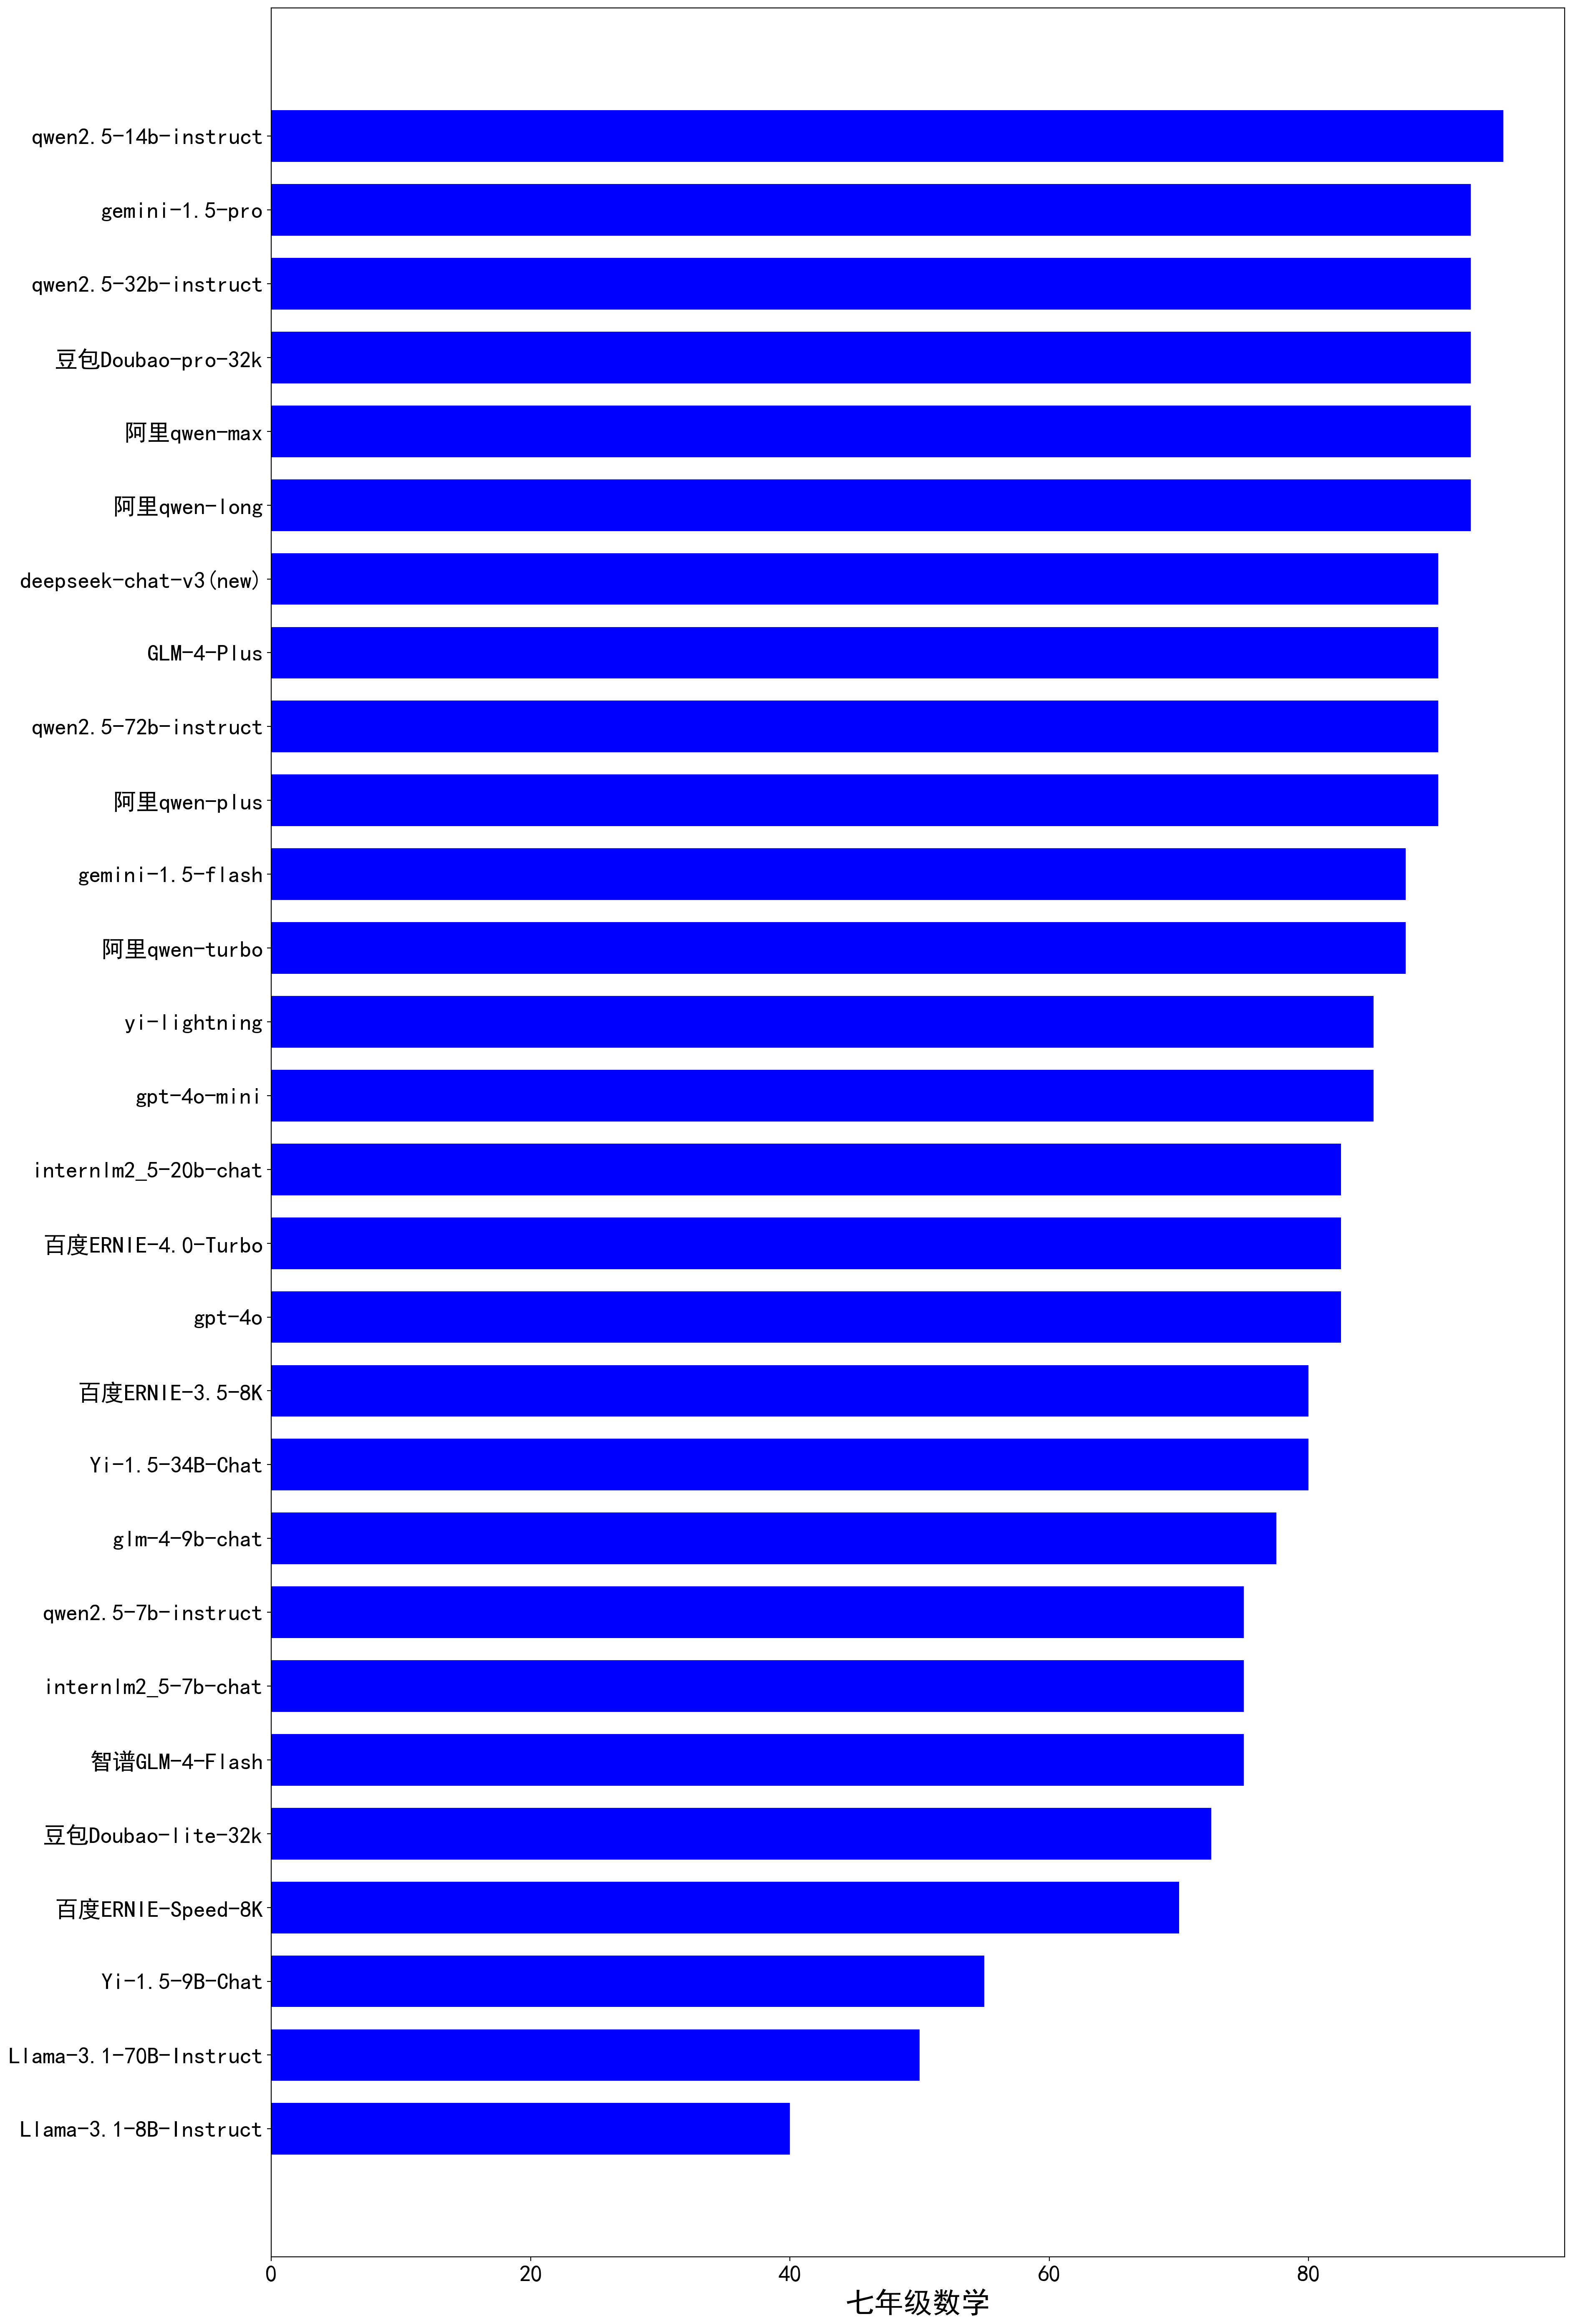 qwen2.5-14b-instruct
gemini-1.5-pro
qwen2.5-32b-instruct
豆包Doubao-pro-32k
阿里qwen-max
阿里qwen-long
deepseek-chat-v3(new)
GLM-4-Plus
qwen2.5-72b-instruct
阿里qwen-plus
gemini-1.5-flash
阿里qwen-turbo
yi-lightning
gpt-4o-mini
internlm2_5-20b-chat
百度ERNIE-4.0-Turbo
gpt-4o
百度ERNIE-3.5-8K
Yi-1.5-34B-Chat
glm-4-9b-chat
qwen2.5-7b-instruct
internlm2_5-7b-chat
智谱GLM-4-Flash
豆包Doubao-lite-32k
百度ERNIE-Speed-8K
Yi-1.5-9B-Chat
Llama-3.1-70B-Instruct
Llama-3.1-8B-Instruct
0 20 40 60 80
七年级数学